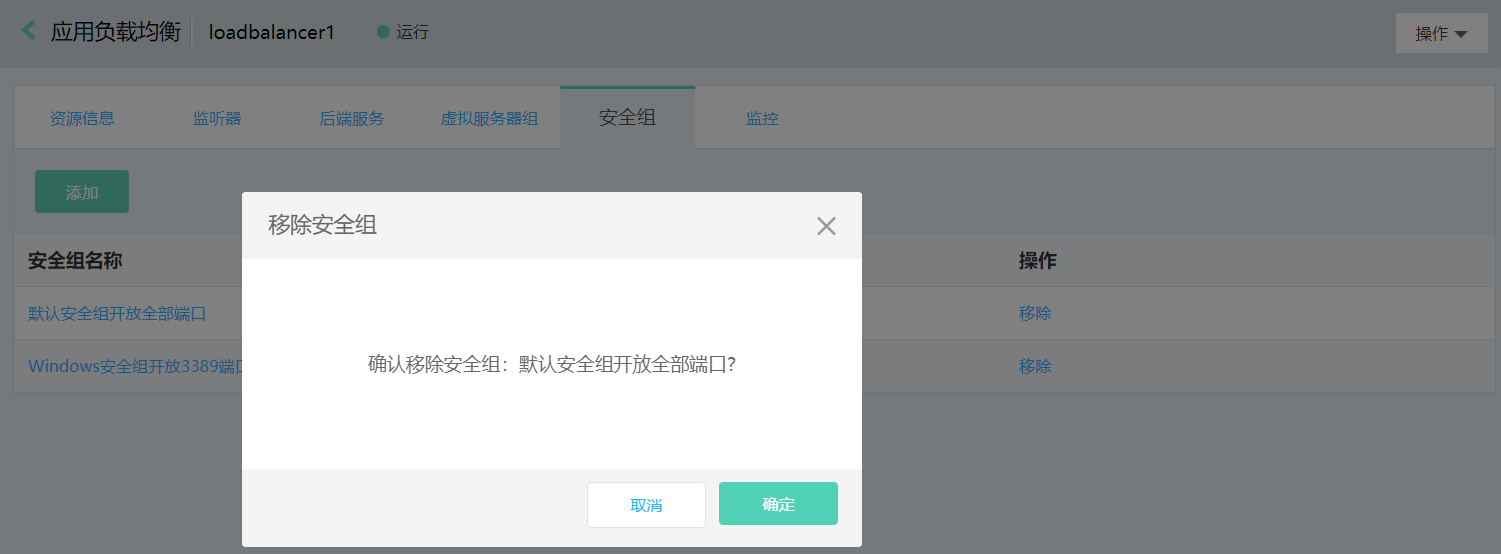 应用负载均衡 loadbalancer1 运行 操作
资源信息 监听器 后端服务 虚拟服务器组 安全组 监控
添加
移除安全组
安全组名称 操作
默认安全组开放全部端口 移除
确认移除安全组：默认安全组开放全部端口?
Windows安全组开放3389端口 移除
取消 确定